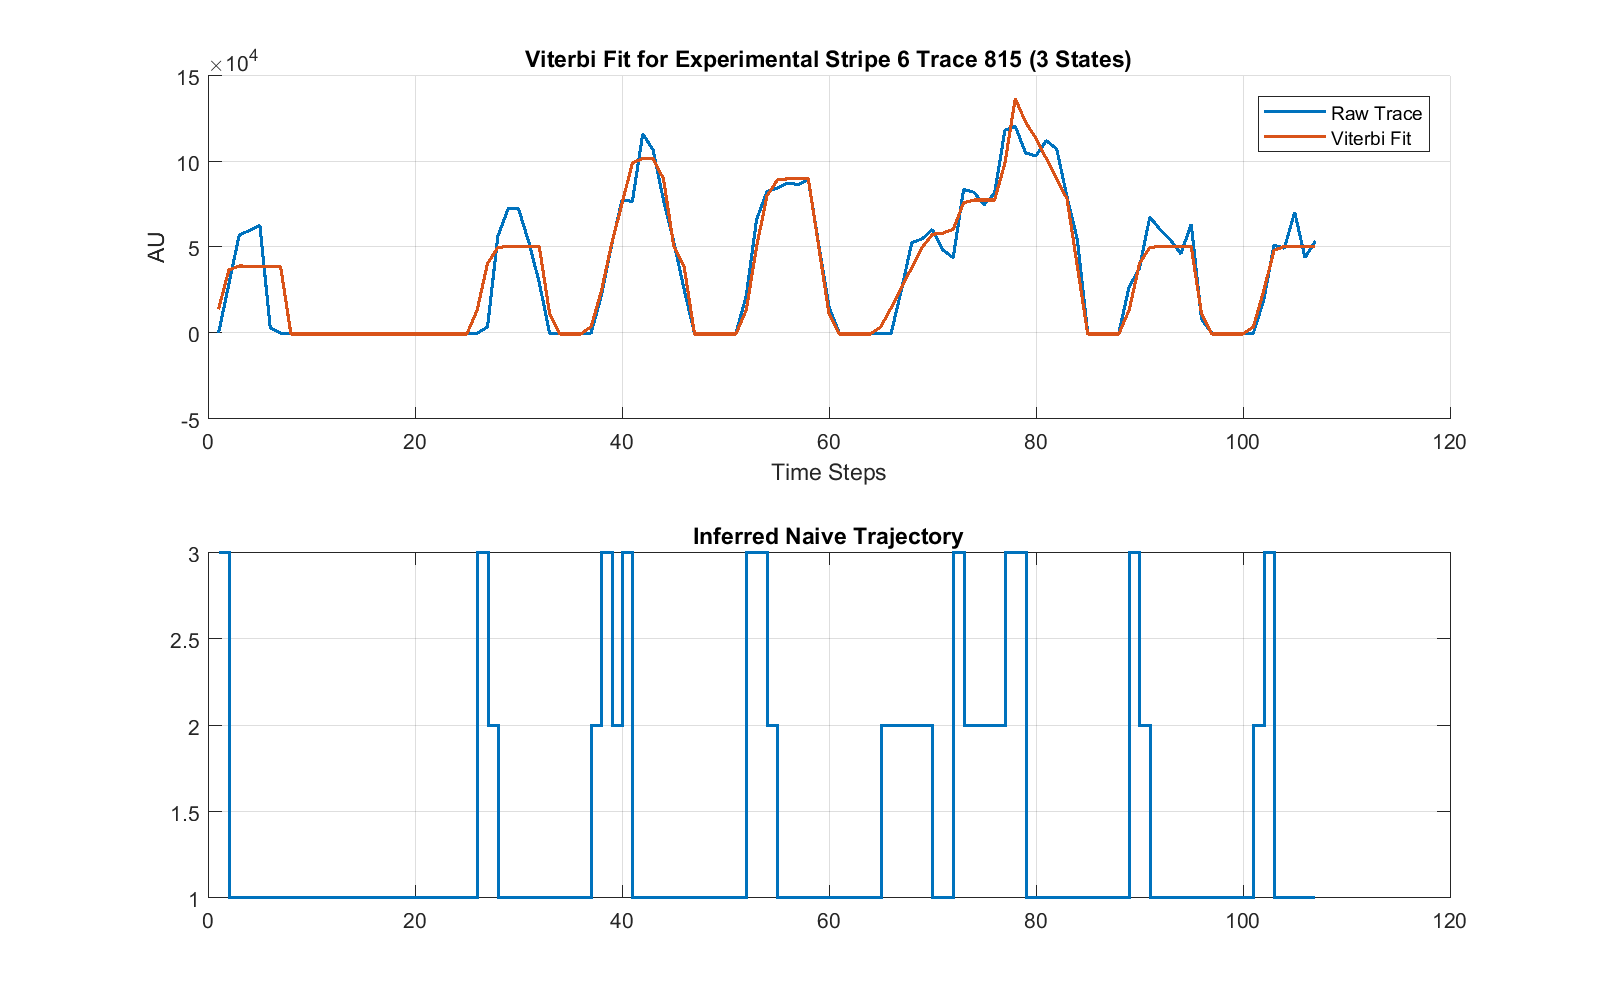 Viterbi Fit for Experimental Stripe 6 Trace 815 (3 States)
×10⁴
15
10
5
0
-5
AU
0 20 40 60 80 100 120
Time Steps
Raw Trace
Viterbi Fit
Inferred Naive Trajectory
3
2.5
2
1.5
1
0 20 40 60 80 100 120